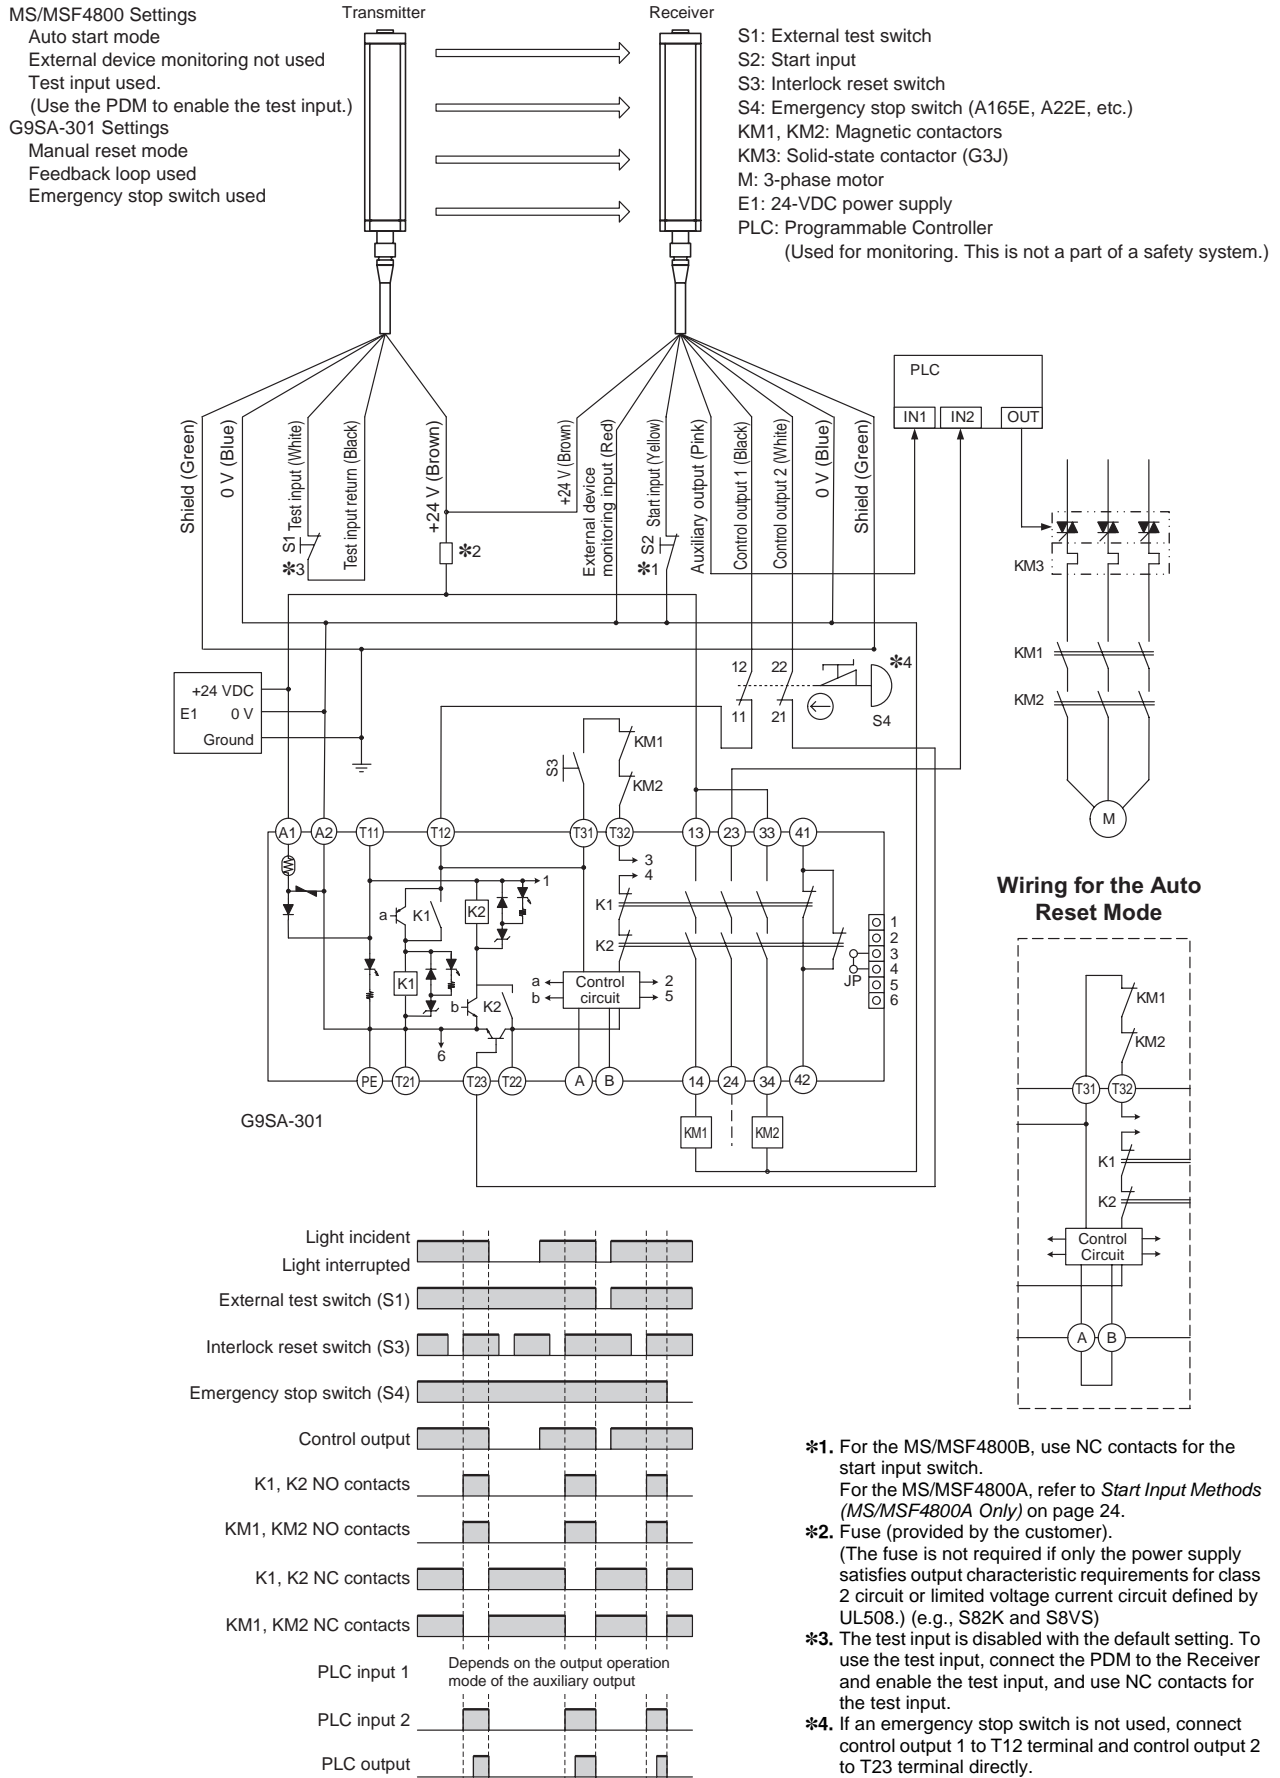 MS/MSF4800 Settings
Auto start mode
External device monitoring not used
Test input used.
(Use the PDM to enable the test input.)
G9SA-301 Settings
Manual reset mode
Feedback loop used
Emergency stop switch used
Transmitter
Receiver
S1: External test switch
S2: Start input
S3: Interlock reset switch
S4: Emergency stop switch (A165E, A22E, etc.)
KM1, KM2: Magnetic contactors
KM3: Solid-state contactor (G3J)
M: 3-phase motor
E1: 24-VDC power supply
PLC: Programmable Controller
(Used for monitoring. This is not a part of a safety system.)
PLC
IN1 IN2 OUT
Shield (Green)
0 V (Blue)
Test input (White)
S1
✽3
Test input return (Black)
+24 V (Brown)
✽2
+24 V (Brown)
External device
monitoring input (Red)
Start input (Yellow)
S2
✽1
Auxiliary output (Pink)
Control output 1 (Black)
Control output 2 (White)
0 V (Blue)
Shield (Green)
KM3
KM1
KM2
M
+24 VDC
E1 0 V
Ground
12 22
11 21
✽4
S4
S3
KM1
KM2
A1 A2 T11 T12 T31 T32 13 23 33 41
3
4
1
a K1
K2
K1
K2
K1
b K2
a
b
Control
circuit
2
5
6
JP
1
2
3
4
5
6
PE T21 T23 T22 A B 14 24 34 42
G9SA-301
KM1 KM2
Wiring for the Auto
Reset Mode
KM1
KM2
T31 T32
K1
K2
Control
Circuit
A B
Light incident
Light interrupted
External test switch (S1)
Interlock reset switch (S3)
Emergency stop switch (S4)
Control output
K1, K2 NO contacts
KM1, KM2 NO contacts
K1, K2 NC contacts
KM1, KM2 NC contacts
PLC input 1
Depends on the output operation
mode of the auxiliary output
PLC input 2
PLC output
✽1. For the MS/MSF4800B, use NC contacts for the
start input switch.
For the MS/MSF4800A, refer to Start Input Methods
(MS/MSF4800A Only) on page 24.
✽2. Fuse (provided by the customer).
(The fuse is not required if only the power supply
satisfies output characteristic requirements for class
2 circuit or limited voltage current circuit defined by
UL508.) (e.g., S82K and S8VS)
✽3. The test input is disabled with the default setting. To
use the test input, connect the PDM to the Receiver
and enable the test input, and use NC contacts for
the test input.
✽4. If an emergency stop switch is not used, connect
control output 1 to T12 terminal and control output 2
to T23 terminal directly.